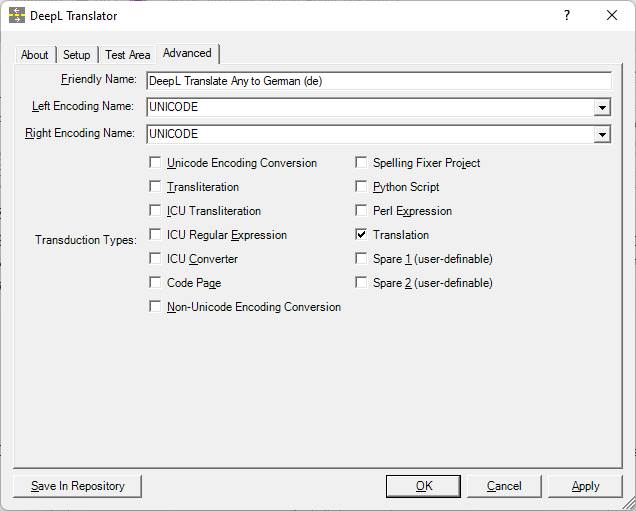 DeepL Translator
?
About Setup Test Area Advanced
Friendly Name: DeepL Translate Any to German (de)
Left Encoding Name: UNICODE
Right Encoding Name: UNICODE
Unicode Encoding Conversion Spelling Fixer Project
Transliteration Python Script
ICU Transliteration Perl Expression
Transduction Types: ICU Regular Expression Translation
ICU Converter Spare 1 (user-definable)
Code Page Spare 2 (user-definable)
Non-Unicode Encoding Conversion
Save In Repository OK Cancel Apply